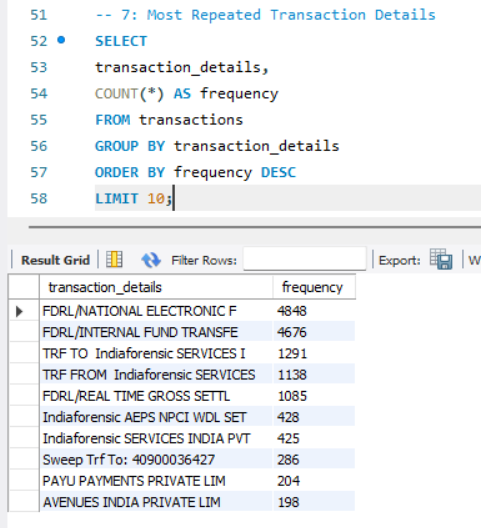 51 -- 7: Most Repeated Transaction Details
52 SELECT
53 transaction_details,
54 COUNT(*) AS frequency
55 FROM transactions
56 GROUP BY transaction_details
57 ORDER BY frequency DESC
58 LIMIT 10;
Result Grid Filter Rows: Export: W
transaction_details frequency
FDRL/NATIONAL ELECTRONIC F 4848
FDRL/INTERNAL FUND TRANSFE 4676
TRF TO  Indiaforensic SERVICES I 1291
TRF FROM  Indiaforensic SERVICES 1138
FDRL/REAL TIME GROSS SETTL 1085
Indiaforensic AEPS NPCI WDL SET 428
Indiaforensic SERVICES INDIA PVT 425
Sweep Trf To: 40900036427 286
PAYU PAYMENTS PRIVATE LIM 204
AVENUES INDIA PRIVATE LIM 198